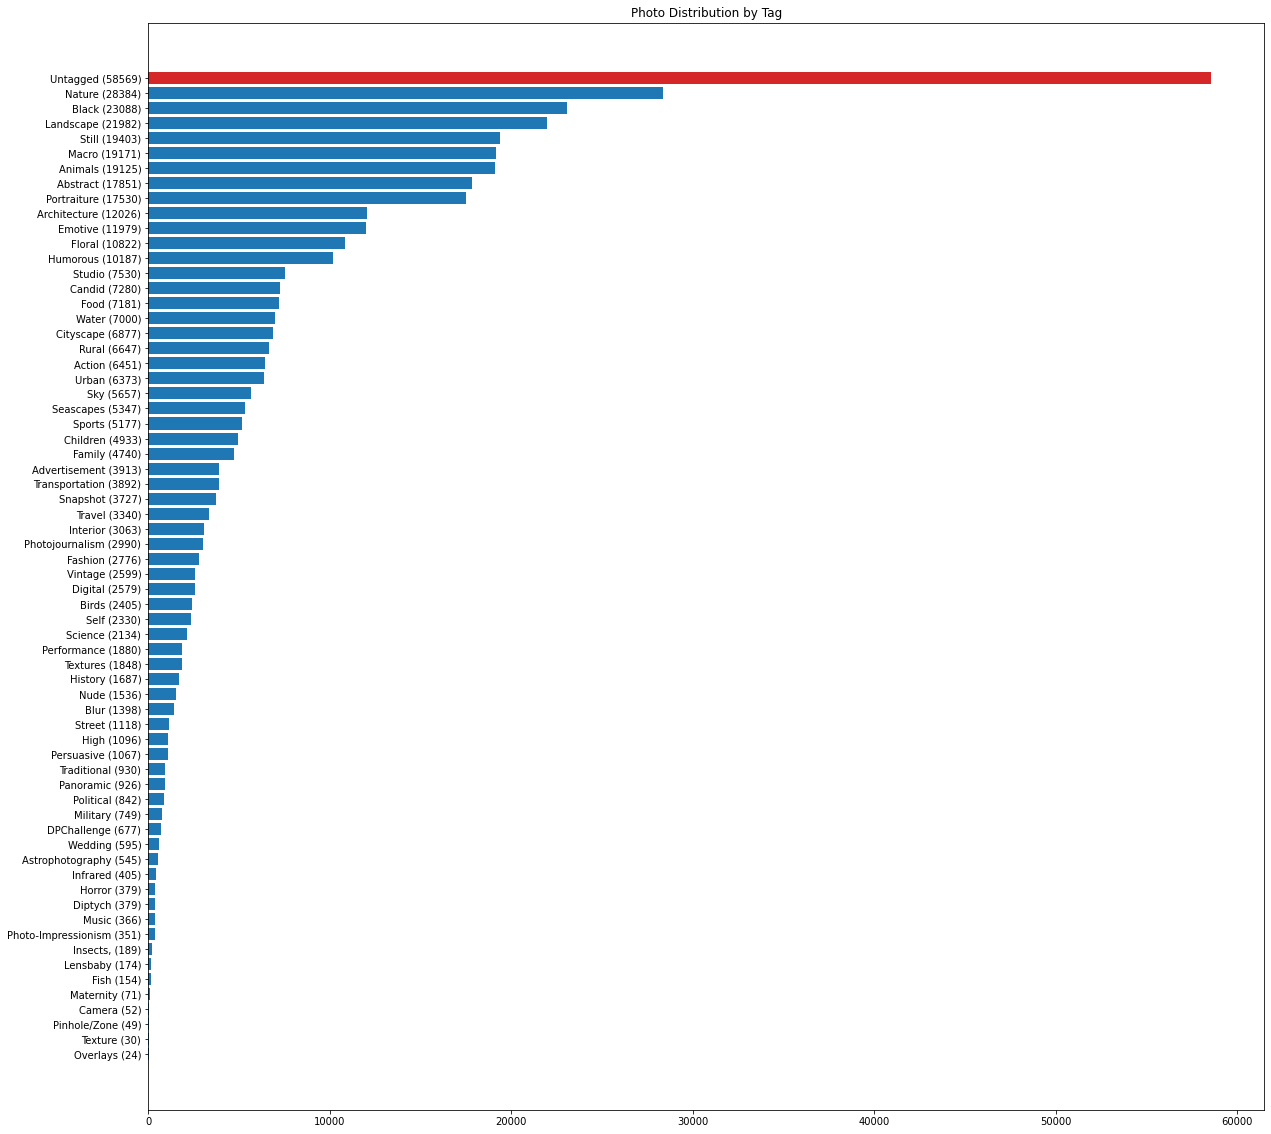 Photo Distribution by Tag
Untagged (58569)
Nature (28384)
Black (23088)
Landscape (21982)
Still (19403)
Macro (19171)
Animals (19125)
Abstract (17851)
Portraiture (17530)
Architecture (12026)
Emotive (11979)
Floral (10822)
Humorous (10187)
Studio (7530)
Candid (7280)
Food (7181)
Water (7000)
Cityscape (6877)
Rural (6647)
Action (6451)
Urban (6373)
Sky (5657)
Seascapes (5347)
Sports (5177)
Children (4933)
Family (4740)
Advertisement (3913)
Transportation (3892)
Snapshot (3727)
Travel (3340)
Interior (3063)
Photojournalism (2990)
Fashion (2776)
Vintage (2599)
Digital (2579)
Birds (2405)
Self (2330)
Science (2134)
Performance (1880)
Textures (1848)
History (1687)
Nude (1536)
Blur (1398)
Street (1118)
High (1096)
Persuasive (1067)
Traditional (930)
Panoramic (926)
Political (842)
Military (749)
DPChallenge (677)
Wedding (595)
Astrophotography (545)
Infrared (405)
Horror (379)
Diptych (379)
Music (366)
Photo-Impressionism (351)
Insects, (189)
Lensbaby (174)
Fish (154)
Maternity (71)
Camera (52)
Pinhole/Zone (49)
Texture (30)
Overlays (24)
0 10000 20000 30000 40000 50000 60000